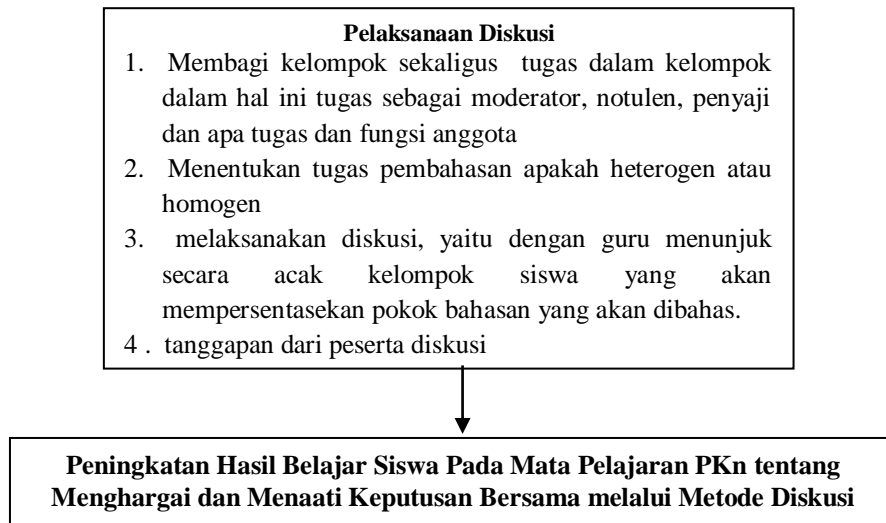 Pelaksanaan Diskusi
1. Membagi kelompok sekaligus tugas dalam kelompok
dalam hal ini tugas sebagai moderator, notulen, penyaji
dan apa tugas dan fungsi anggota
2. Menentukan tugas pembahasan apakah heterogen atau
homogen
3. melaksanakan diskusi, yaitu dengan guru menunjuk
secara acak kelompok siswa yang akan
mempersentasekan pokok bahasan yang akan dibahas.
4 . tanggapan dari peserta diskusi
Peningkatan Hasil Belajar Siswa Pada Mata Pelajaran PKn tentang
Menghargai dan Menaati Keputusan Bersama melalui Metode Diskusi